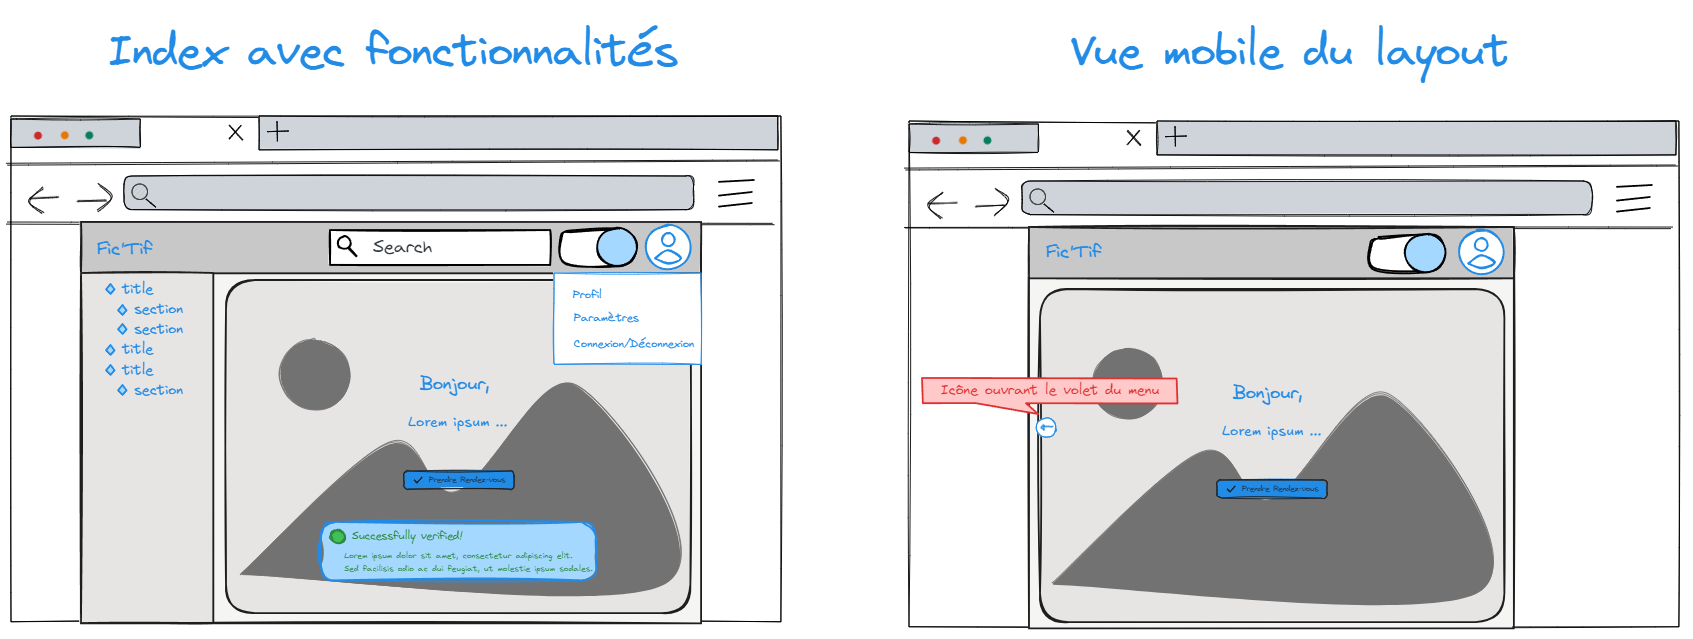 Index avec fonctionnalités
Fic'Tif
Search
Profil
Paramètres
Connexion/Déconnexion
title
section
section
title
title
section
Bonjour,
Lorem ipsum ...
Prendre Rendez-vous
Successfully verified!
Lorem ipsum dolor sit amet, consectetur adipiscing elit.
Sed facilisis odio ac dui feugiat, ut molestie ipsum sodales.
Vue mobile du layout
Fic'Tif
Icône ouvrant le volet du menu
Bonjour,
Lorem ipsum ...
Prendre Rendez-vous